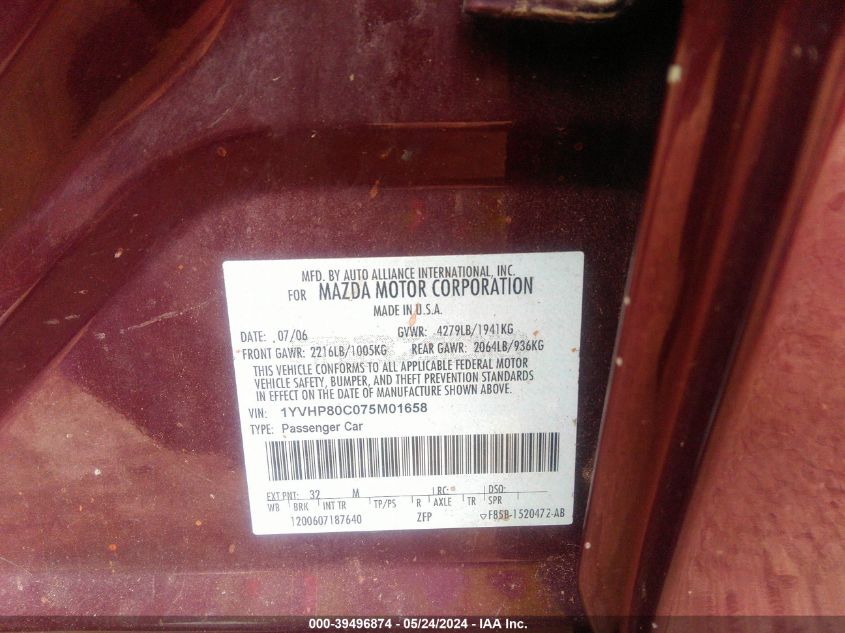 MFD. BY AUTO ALLIANCE INTERNATIONAL, INC.
FOR MAZDA MOTOR CORPORATION
MADE IN U.S.A.
DATE: 07/06 GVWR: 4279LB/1941KG
FRONT GAWR: 2216LB/1005KG REAR GAWR: 2064LB/936KG
THIS VEHICLE CONFORMS TO ALL APPLICABLE FEDERAL MOTOR
VEHICLE SAFETY, BUMPER, AND THEFT PREVENTION STANDARDS
IN EFFECT ON THE DATE OF MANUFACTURE SHOWN ABOVE.
VIN: 1YVHP80C075M01658
TYPE: Passenger Car
EXT PNT: 32 M RC: DSO:
WB BRK INT TR TP/PS R AXLE TR SPR
1200607187640 ZFP F85B-1520472-AB
000-39496874 - 05/24/2024 - IAA Inc.